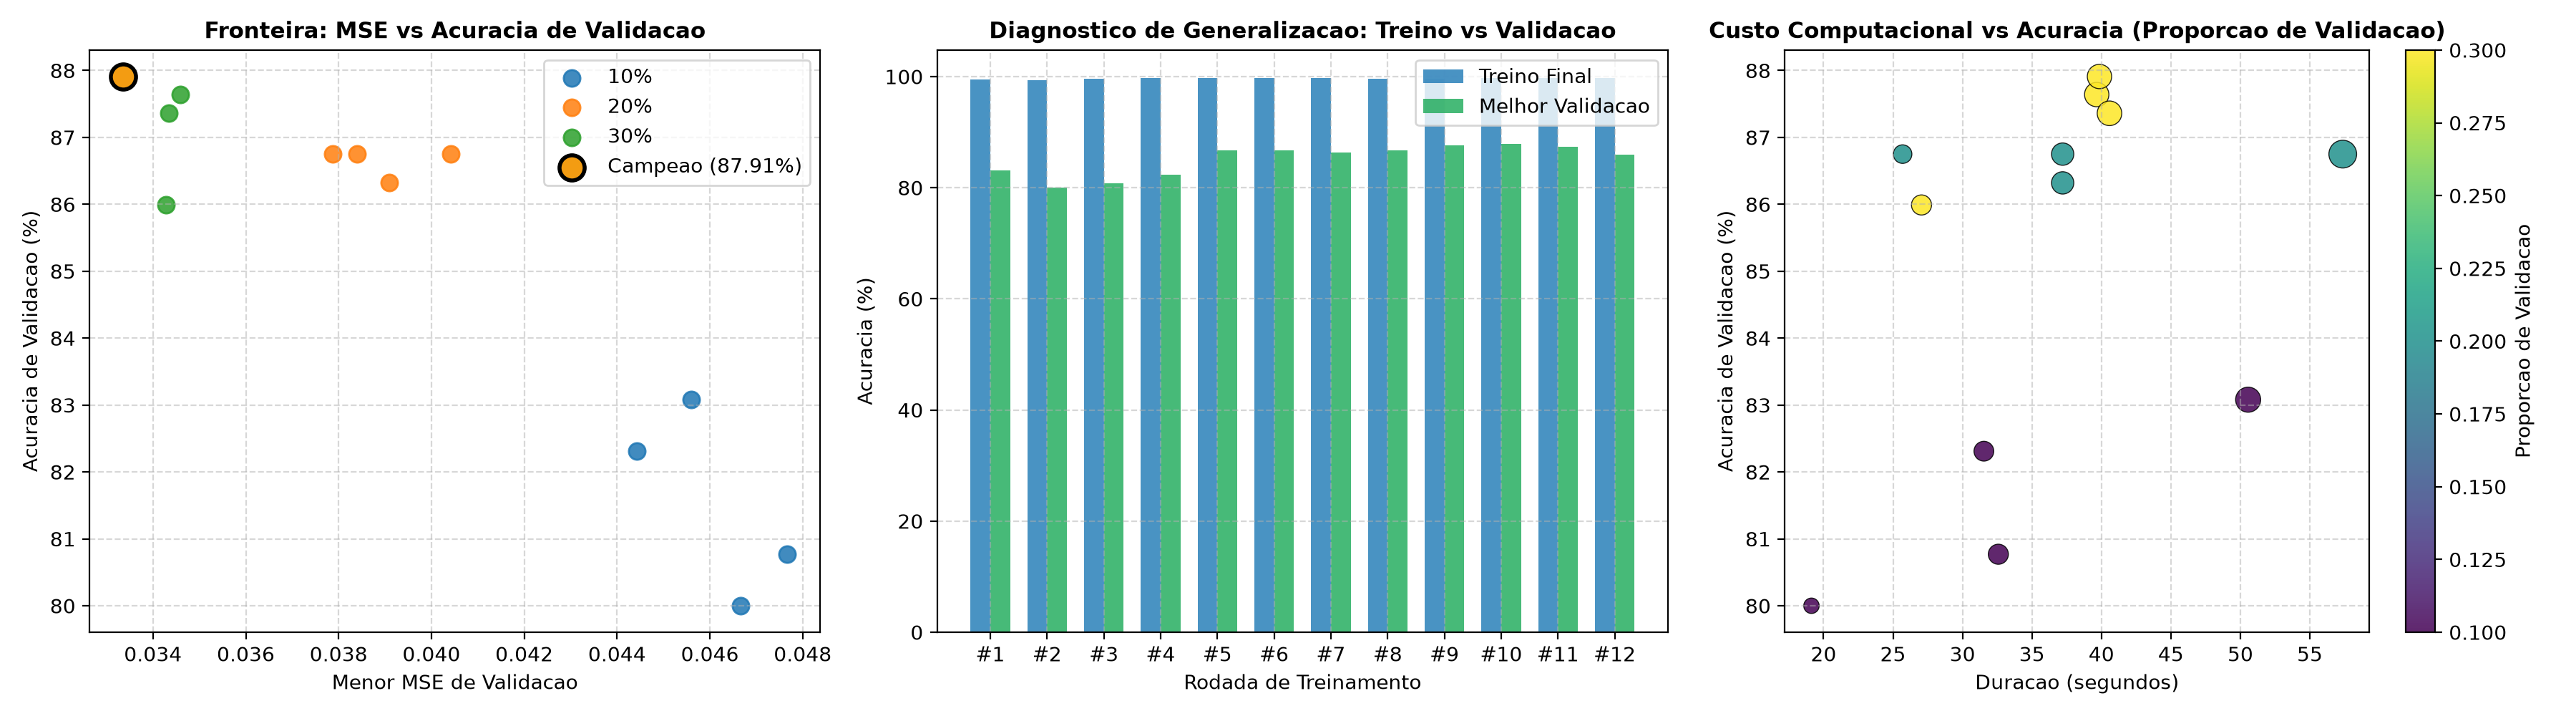 Fronteira: MSE vs Acuracia de Validacao
88
87
86
85
84
83
82
81
80
Acuracia de Validacao (%)
10%
20%
30%
Campeao (87.91%)
0.034 0.036 0.038 0.040 0.042 0.044 0.046 0.048
Menor MSE de Validacao
Diagnostico de Generalizacao: Treino vs Validacao
100
80
60
40
20
0
Acuracia (%)
Treino Final
Melhor Validacao
#1 #2 #3 #4 #5 #6 #7 #8 #9 #10 #11 #12
Rodada de Treinamento
Custo Computacional vs Acuracia (Proporcao de Validacao)
88
87
86
85
84
83
82
81
80
Acuracia de Validacao (%)
20 25 30 35 40 45 50 55
Duracao (segundos)
0.300
0.275
0.250
0.225
0.200
0.175
0.150
0.125
0.100
Proporcao de Validacao